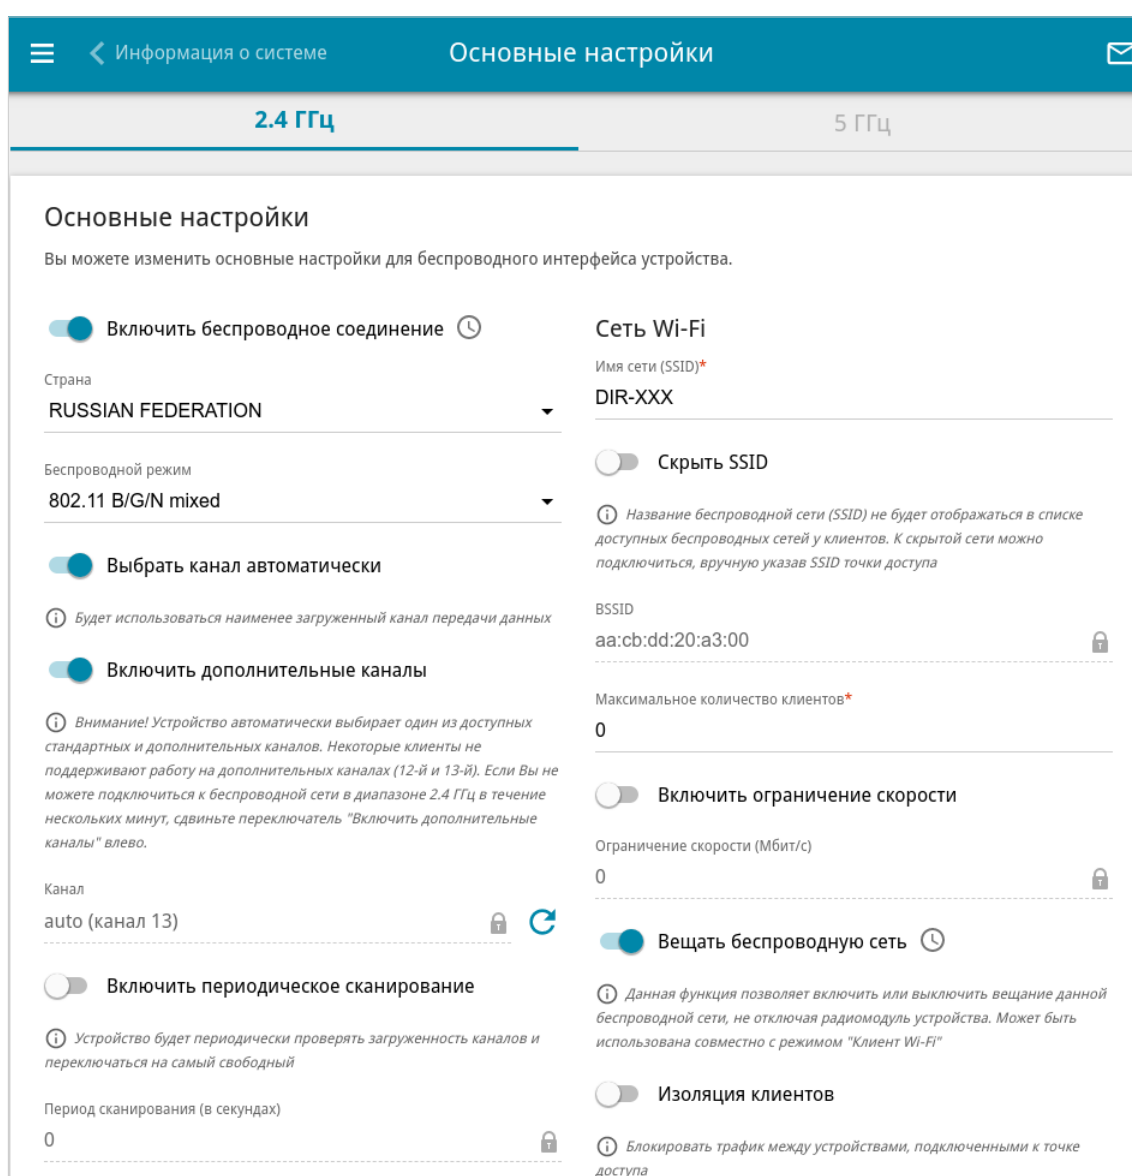 Информация о системе
Основные настройки
2.4 ГГц
5 ГГц
Основные настройки
Вы можете изменить основные настройки для беспроводного интерфейса устройства.
Включить беспроводное соединение
Страна
RUSSIAN FEDERATION
Беспроводной режим
802.11 B/G/N mixed
Выбрать канал автоматически
Будет использоваться наименее загруженный канал передачи данных
Включить дополнительные каналы
Внимание! Устройство автоматически выбирает один из доступных
стандартных и дополнительных каналов. Некоторые клиенты не
поддерживают работу на дополнительных каналах (12-й и 13-й). Если Вы не
можете подключиться к беспроводной сети в диапазоне 2.4 ГГц в течение
нескольких минут, сдвиньте переключатель "Включить дополнительные
каналы" влево.
Канал
auto (канал 13)
Включить периодическое сканирование
Устройство будет периодически проверять загруженность каналов и
переключаться на самый свободный
Период сканирования (в секундах)
0
Сеть Wi-Fi
Имя сети (SSID)*
DIR-XXX
Скрыть SSID
Название беспроводной сети (SSID) не будет отображаться в списке
доступных беспроводных сетей у клиентов. К скрытой сети можно
подключиться, вручную указав SSID точки доступа
BSSID
aa:cb:dd:20:a3:00
Максимальное количество клиентов*
0
Включить ограничение скорости
Ограничение скорости (Мбит/с)
0
Вещать беспроводную сеть
Данная функция позволяет включить или выключить вещание данной
беспроводной сети, не отключая радиомодуль устройства. Может быть
использована совместно с режимом "Клиент Wi-Fi"
Изоляция клиентов
Блокировать трафик между устройствами, подключенными к точке
доступа